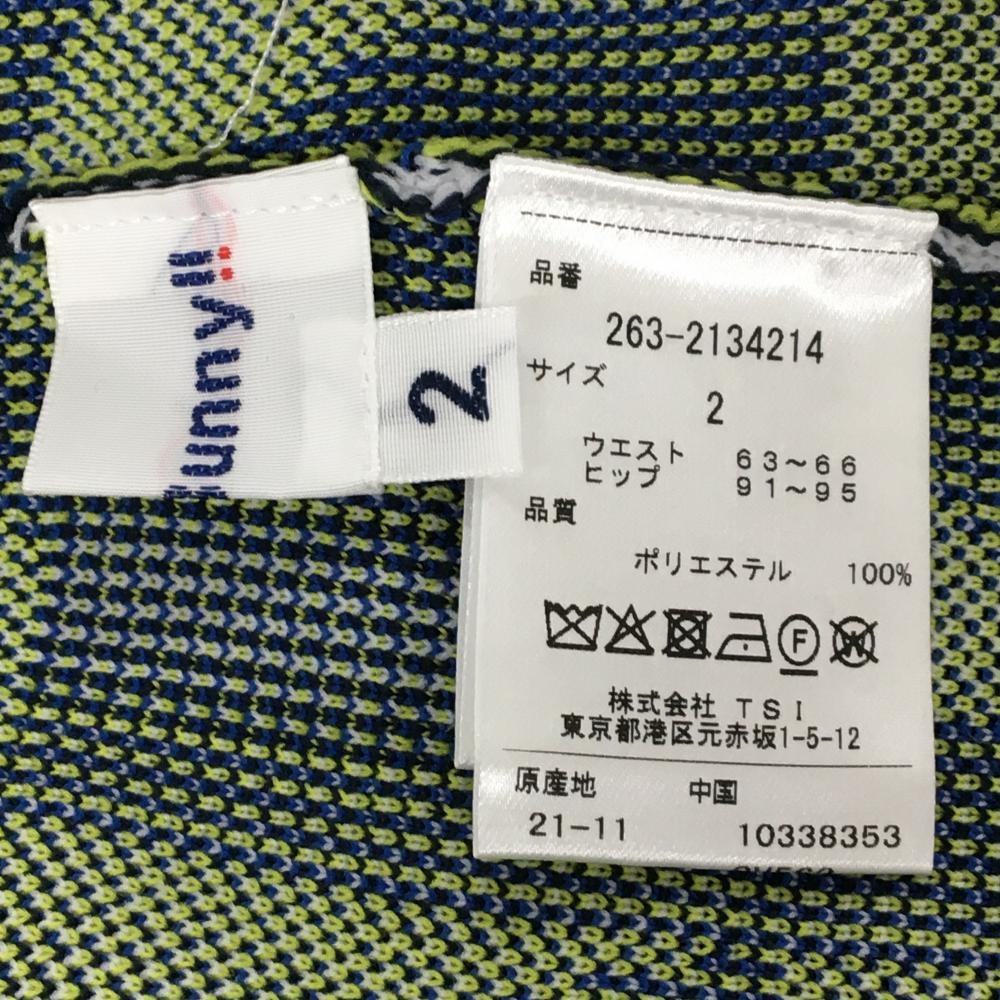 unny!!
2
品番
263-2134214
サイズ
2
ウエスト 63~66
ヒップ 91~95
品質
ポリエステル 100%
F
W
株式会社 TSI
東京都港区元赤坂1-5-12
原産地 中国
21-11 10338353